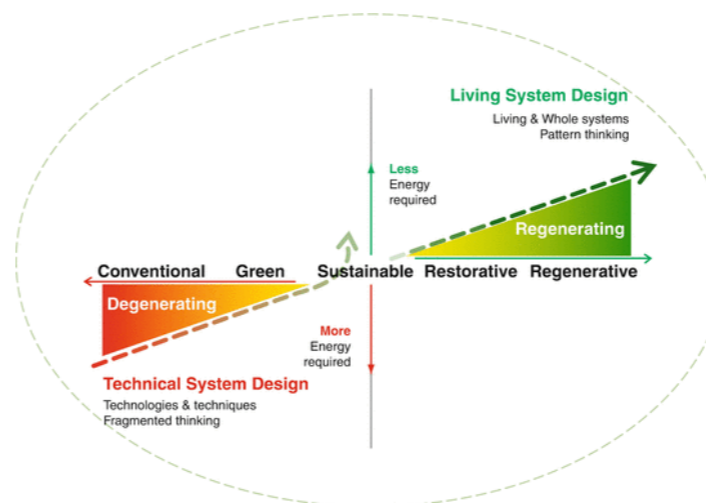 Living System Design
Living & Whole systems
Pattern thinking
Less
Energy
required
Regenerating
Conventional Green Sustainable Restorative Regenerative
Degenerating
More
Energy
required
Technical System Design
Technologies & techniques
Fragmented thinking